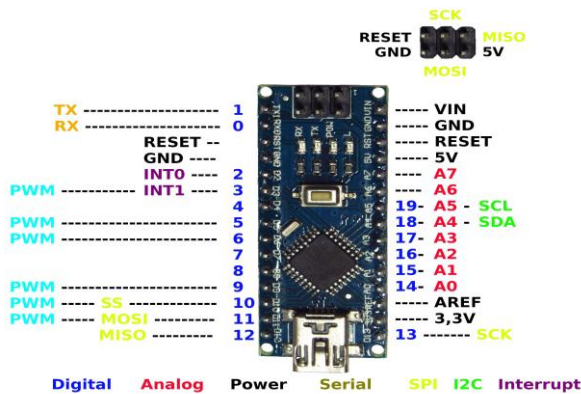 SCK
RESET MISO
GND 5V
MOSI
TX 1 VIN
RX 0 GND
RESET RESET
GND 5V
INT0 2 A7
PWM INT1 3 A6
4 19 A5 SCL
PWM 5 18 A4 SDA
PWM 6 17 A3
7 16 A2
8 15 A1
PWM 9 14 A0
PWM SS 10 AREF
PWM MOSI 11 3,3V
MISO 12 13 SCK
RX TX POW L
Digital Analog Power Serial SPI I2C Interrupt